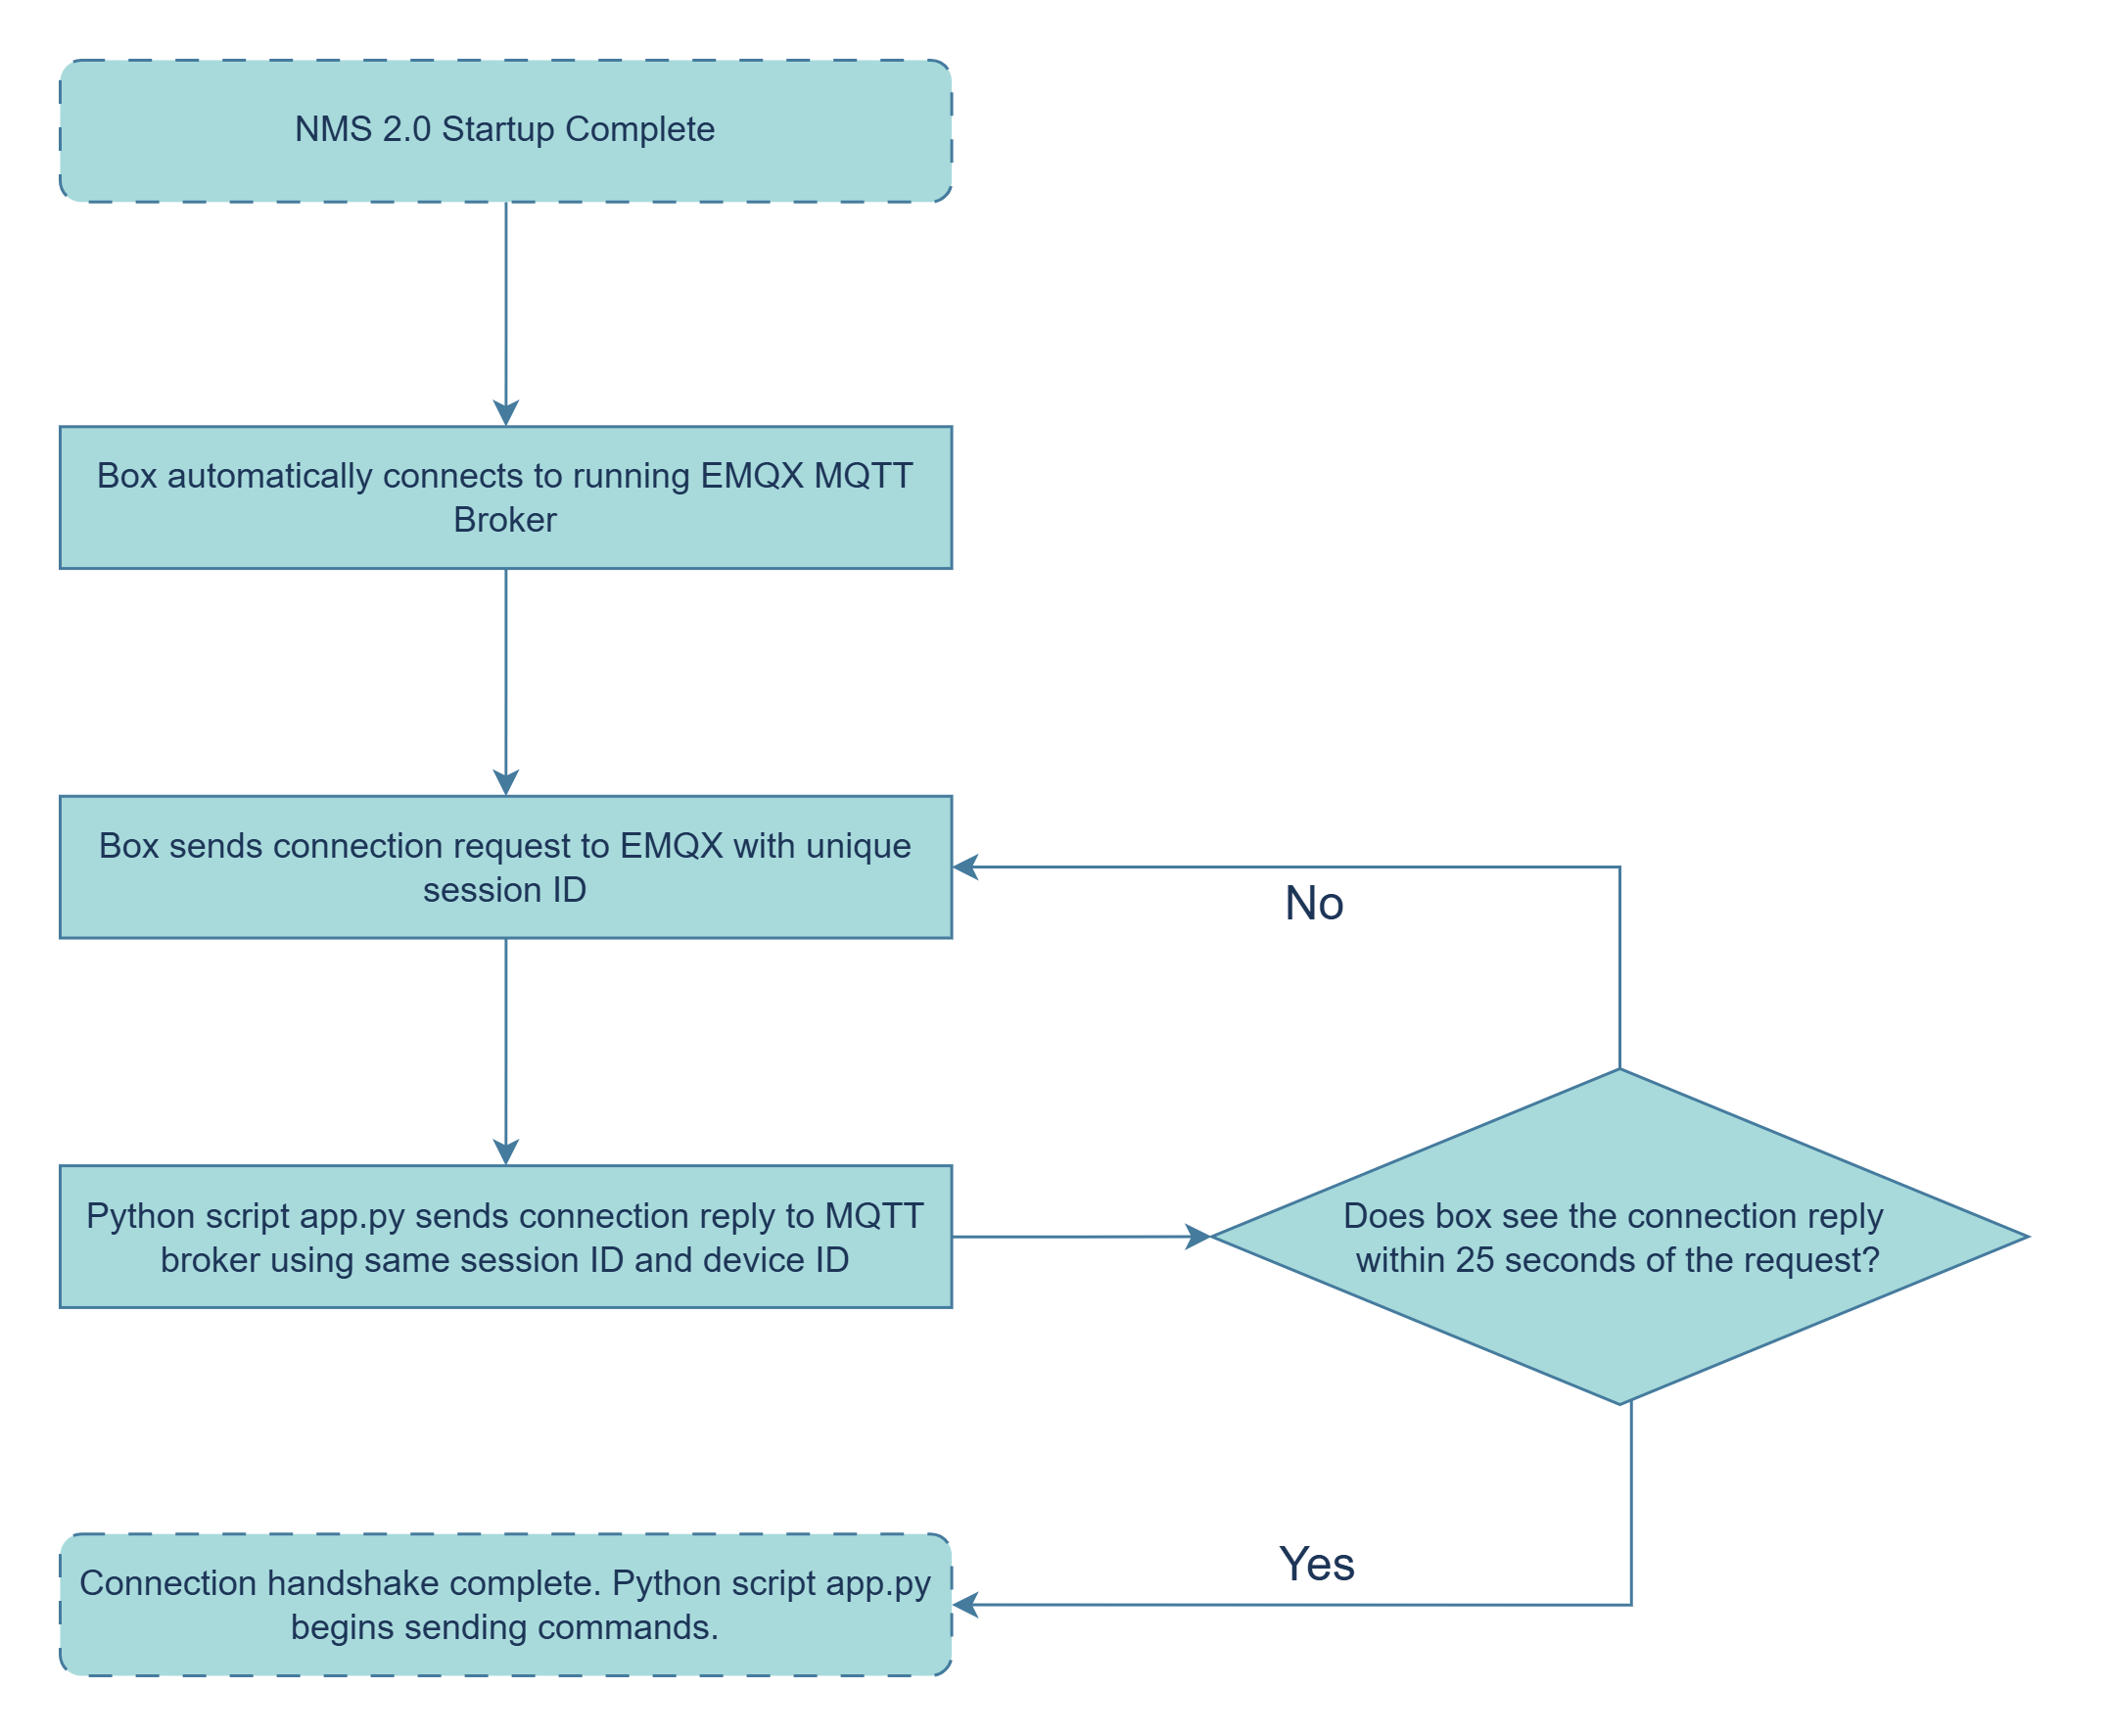 NMS 2.0 Startup Complete
Box automatically connects to running EMQX MQTT
Broker
Box sends connection request to EMQX with unique
session ID
No
Python script app.py sends connection reply to MQTT
broker using same session ID and device ID
Does box see the connection reply
within 25 seconds of the request?
Yes
Connection handshake complete. Python script app.py
begins sending commands.